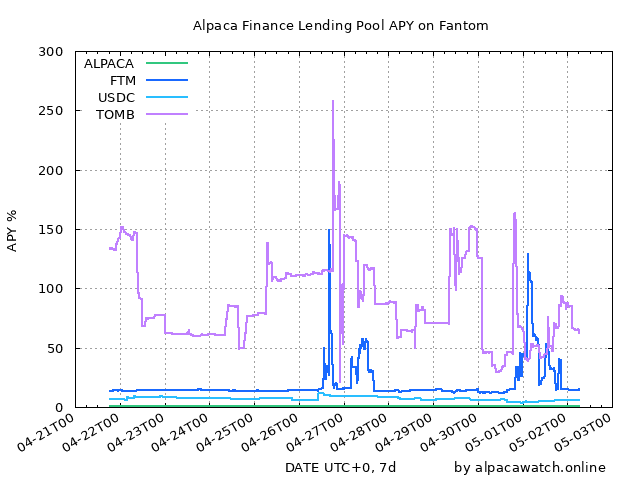 Alpaca Finance Lending Pool APY on Fantom
300
250
200
150
100
50
0
APY %
ALPACA
FTM
USDC
TOMB
04-21T00
04-22T00
04-23T00
04-24T00
04-25T00
04-26T00
04-27T00
04-28T00
04-29T00
04-30T00
05-01T00
05-02T00
05-03T00
DATE UTC+0, 7d
by alpacawatch.online